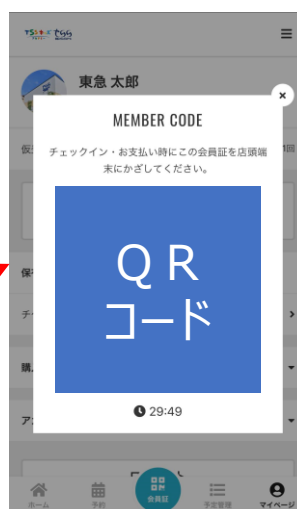 東急 太郎
MEMBER CODE
チェックイン・お支払い時にこの会員証を店頭端
末にかざしてください。
QR
コード
29:49
ホーム
予約
会員証
予定管理
マイページ